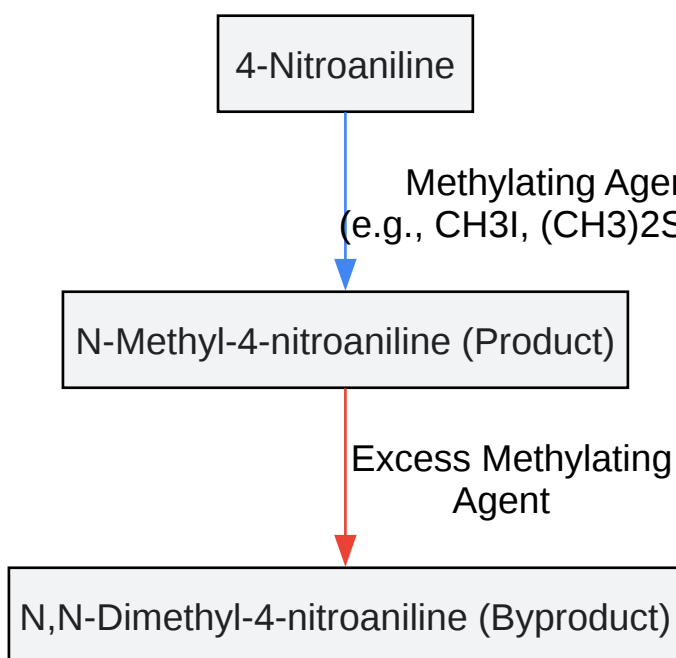 4-Nitroaniline
Methylating Agen
(e.g., CH3I, (CH3)2S
N-Methyl-4-nitroaniline (Product)
Excess Methylating
Agent
N,N-Dimethyl-4-nitroaniline (Byproduct)